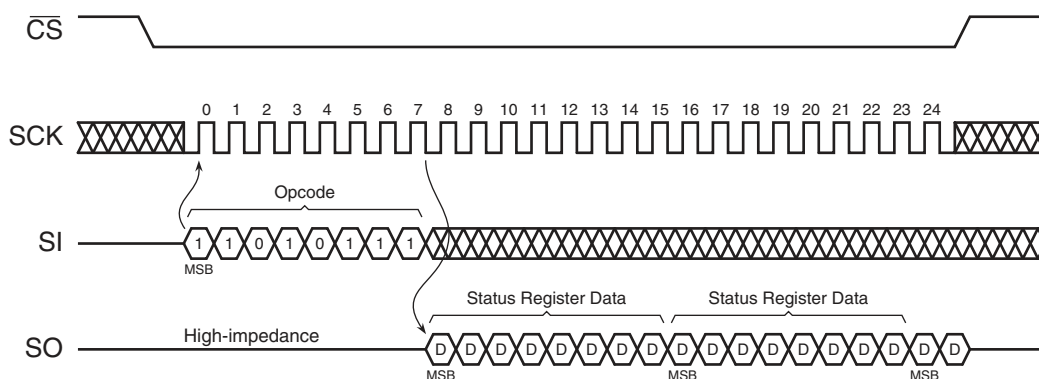 CS
0 1 2 3 4 5 6 7 8 9 10 11 12 13 14 15 16 17 18 19 20 21 22 23 24
SCK
Opcode
SI 1 1 0 1 0 1 1 1
MSB
Status Register Data Status Register Data
High-impedance
SO D D D D D D D D D D D D D D D D D D
MSB MSB MSB